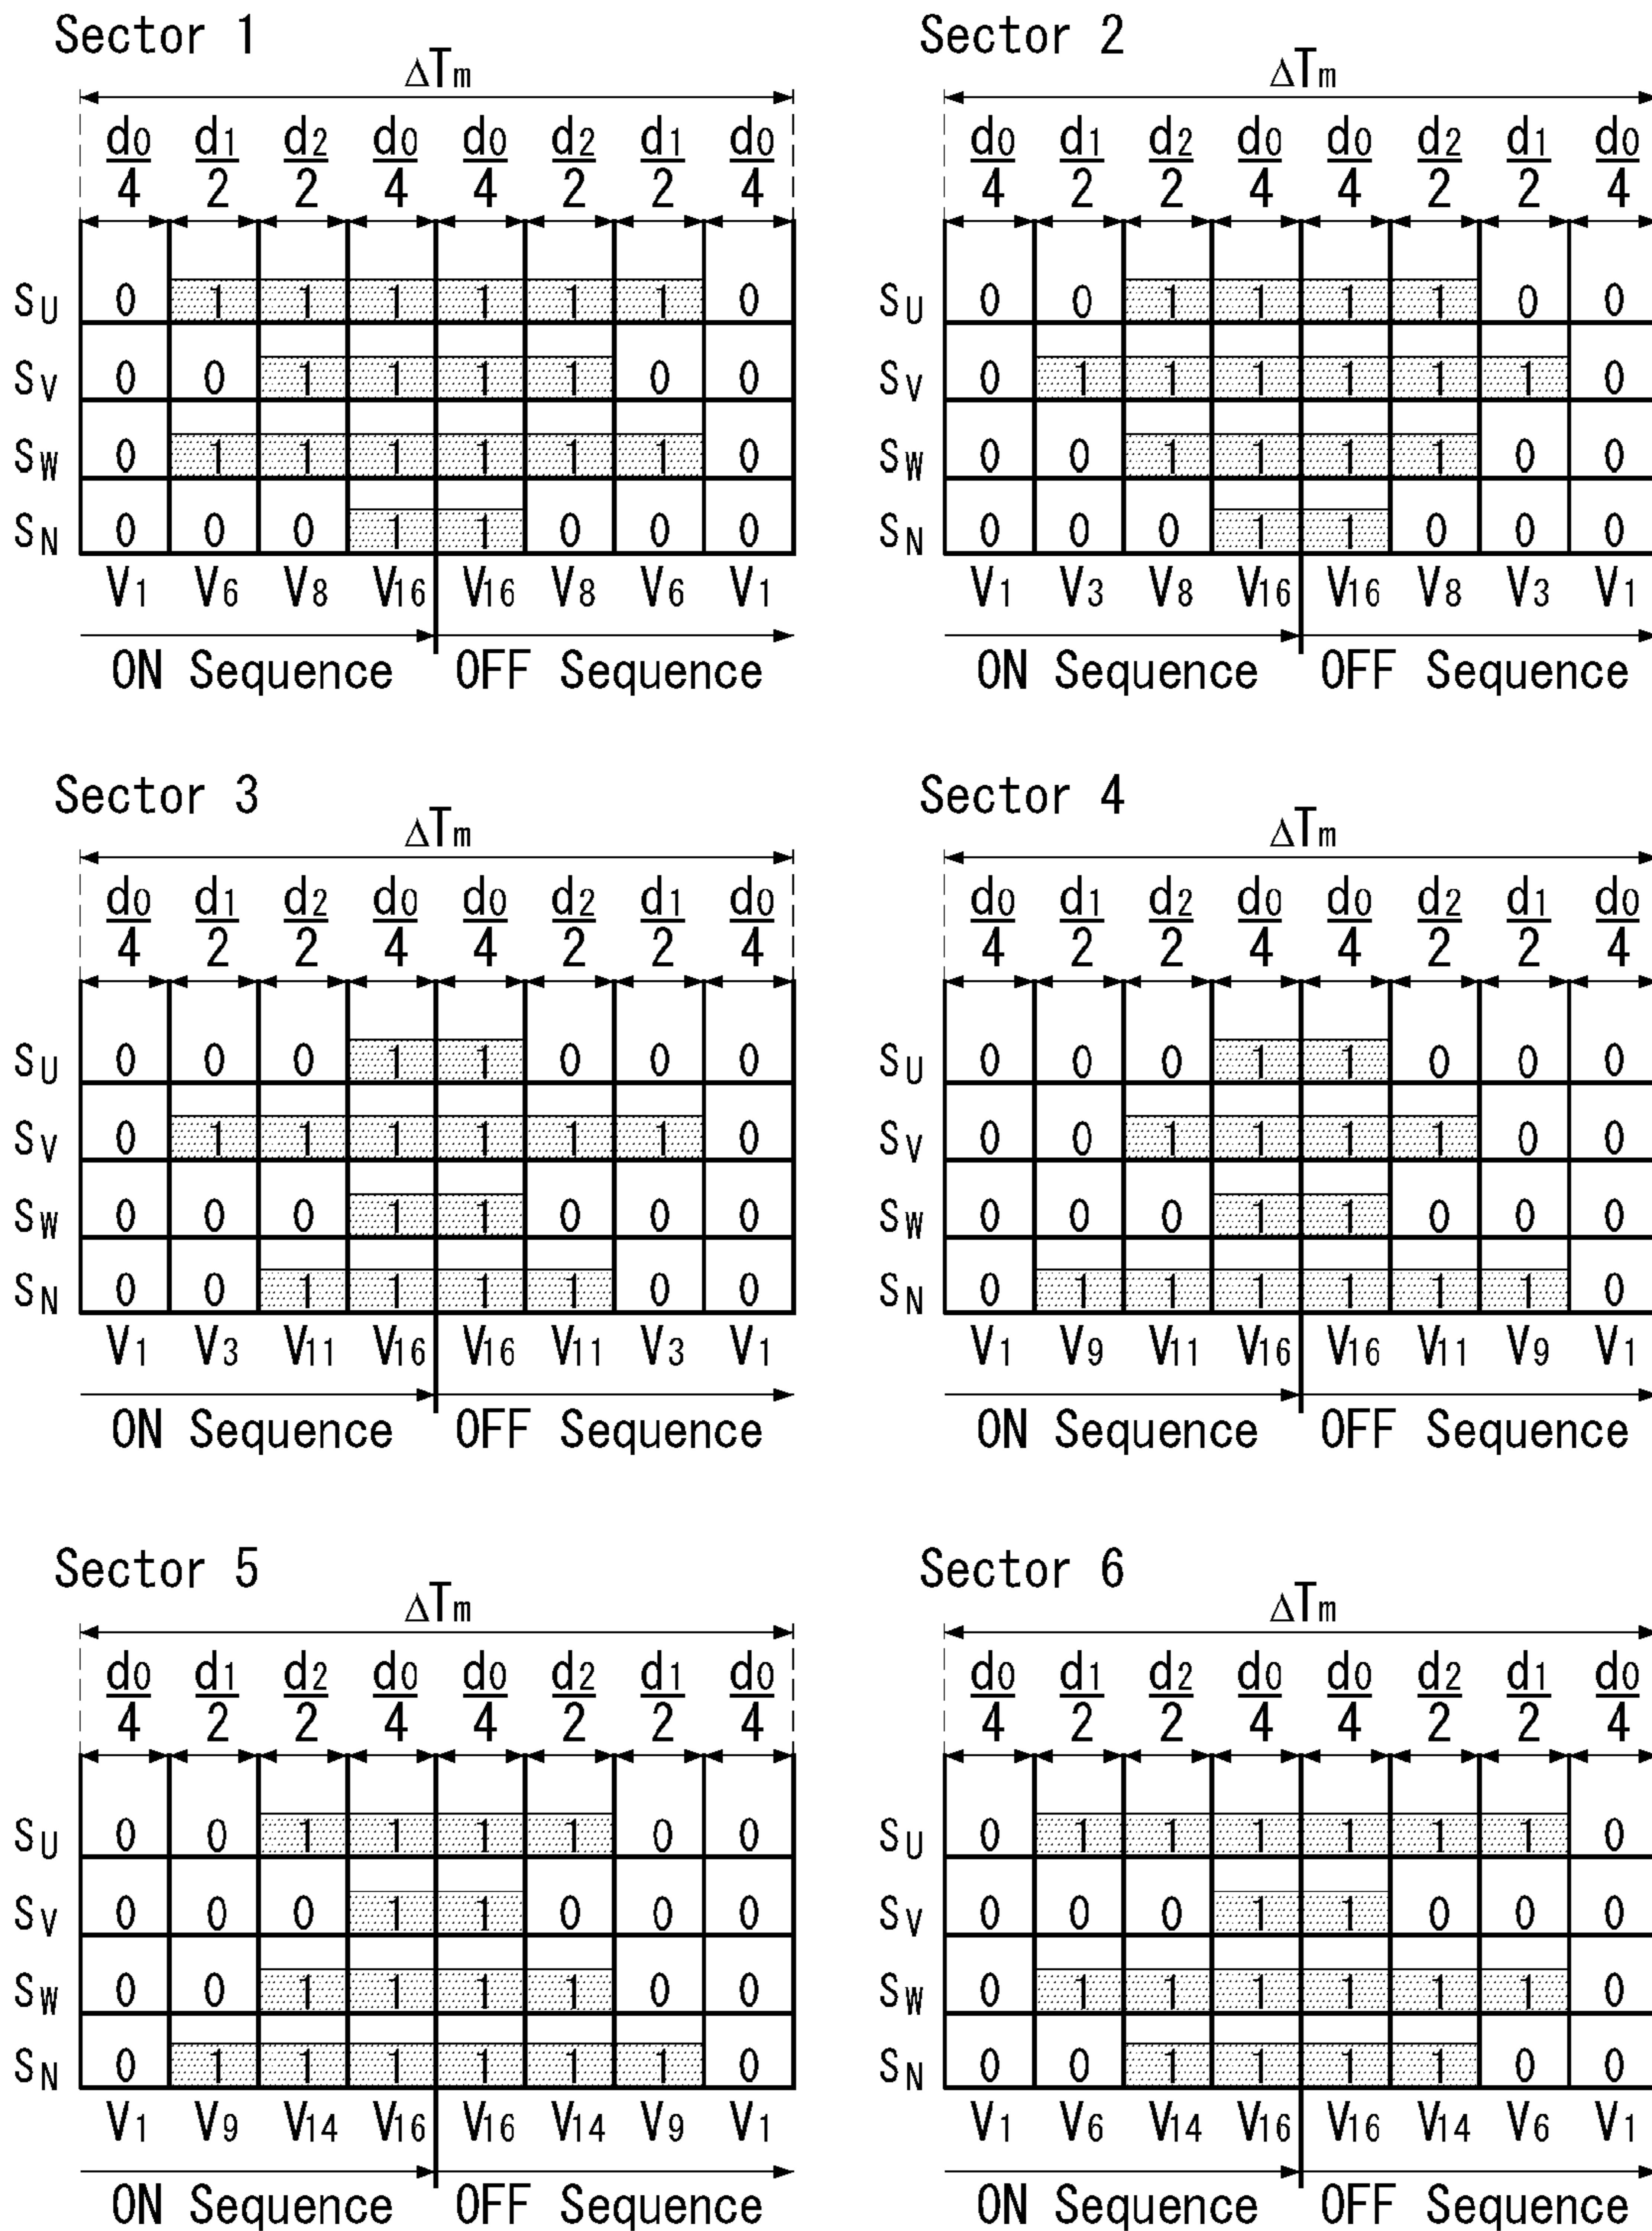 Sector 1
ΔTm
d0/4 d1/2 d2/2 d0/4 d0/4 d2/2 d1/2 d0/4
SU 0 1 1 1 1 1 1 0
SV 0 0 1 1 1 1 0 0
SW 0 1 1 1 1 1 1 0
SN 0 0 0 1 1 0 0 0
V1 V6 V8 V16 V16 V8 V6 V1
ON Sequence OFF Sequence
Sector 2
ΔTm
d0/4 d1/2 d2/2 d0/4 d0/4 d2/2 d1/2 d0/4
SU 0 0 1 1 1 1 0 0
SV 0 1 1 1 1 1 1 0
SW 0 0 1 1 1 1 0 0
SN 0 0 0 1 1 0 0 0
V1 V3 V8 V16 V16 V8 V3 V1
ON Sequence OFF Sequence
Sector 3
ΔTm
d0/4 d1/2 d2/2 d0/4 d0/4 d2/2 d1/2 d0/4
SU 0 0 0 1 1 0 0 0
SV 0 1 1 1 1 1 1 0
SW 0 0 0 1 1 0 0 0
SN 0 0 1 1 1 1 0 0
V1 V3 V11 V16 V16 V11 V3 V1
ON Sequence OFF Sequence
Sector 4
ΔTm
d0/4 d1/2 d2/2 d0/4 d0/4 d2/2 d1/2 d0/4
SU 0 0 0 1 1 0 0 0
SV 0 0 1 1 1 1 0 0
SW 0 0 0 1 1 0 0 0
SN 0 1 1 1 1 1 1 0
V1 V9 V11 V16 V16 V11 V9 V1
ON Sequence OFF Sequence
Sector 5
ΔTm
d0/4 d1/2 d2/2 d0/4 d0/4 d2/2 d1/2 d0/4
SU 0 0 1 1 1 1 0 0
SV 0 0 0 1 1 0 0 0
SW 0 0 1 1 1 1 0 0
SN 0 1 1 1 1 1 1 0
V1 V9 V14 V16 V16 V14 V9 V1
ON Sequence OFF Sequence
Sector 6
ΔTm
d0/4 d1/2 d2/2 d0/4 d0/4 d2/2 d1/2 d0/4
SU 0 1 1 1 1 1 1 0
SV 0 0 0 1 1 0 0 0
SW 0 1 1 1 1 1 1 0
SN 0 0 1 1 1 1 0 0
V1 V6 V14 V16 V16 V14 V6 V1
ON Sequence OFF Sequence